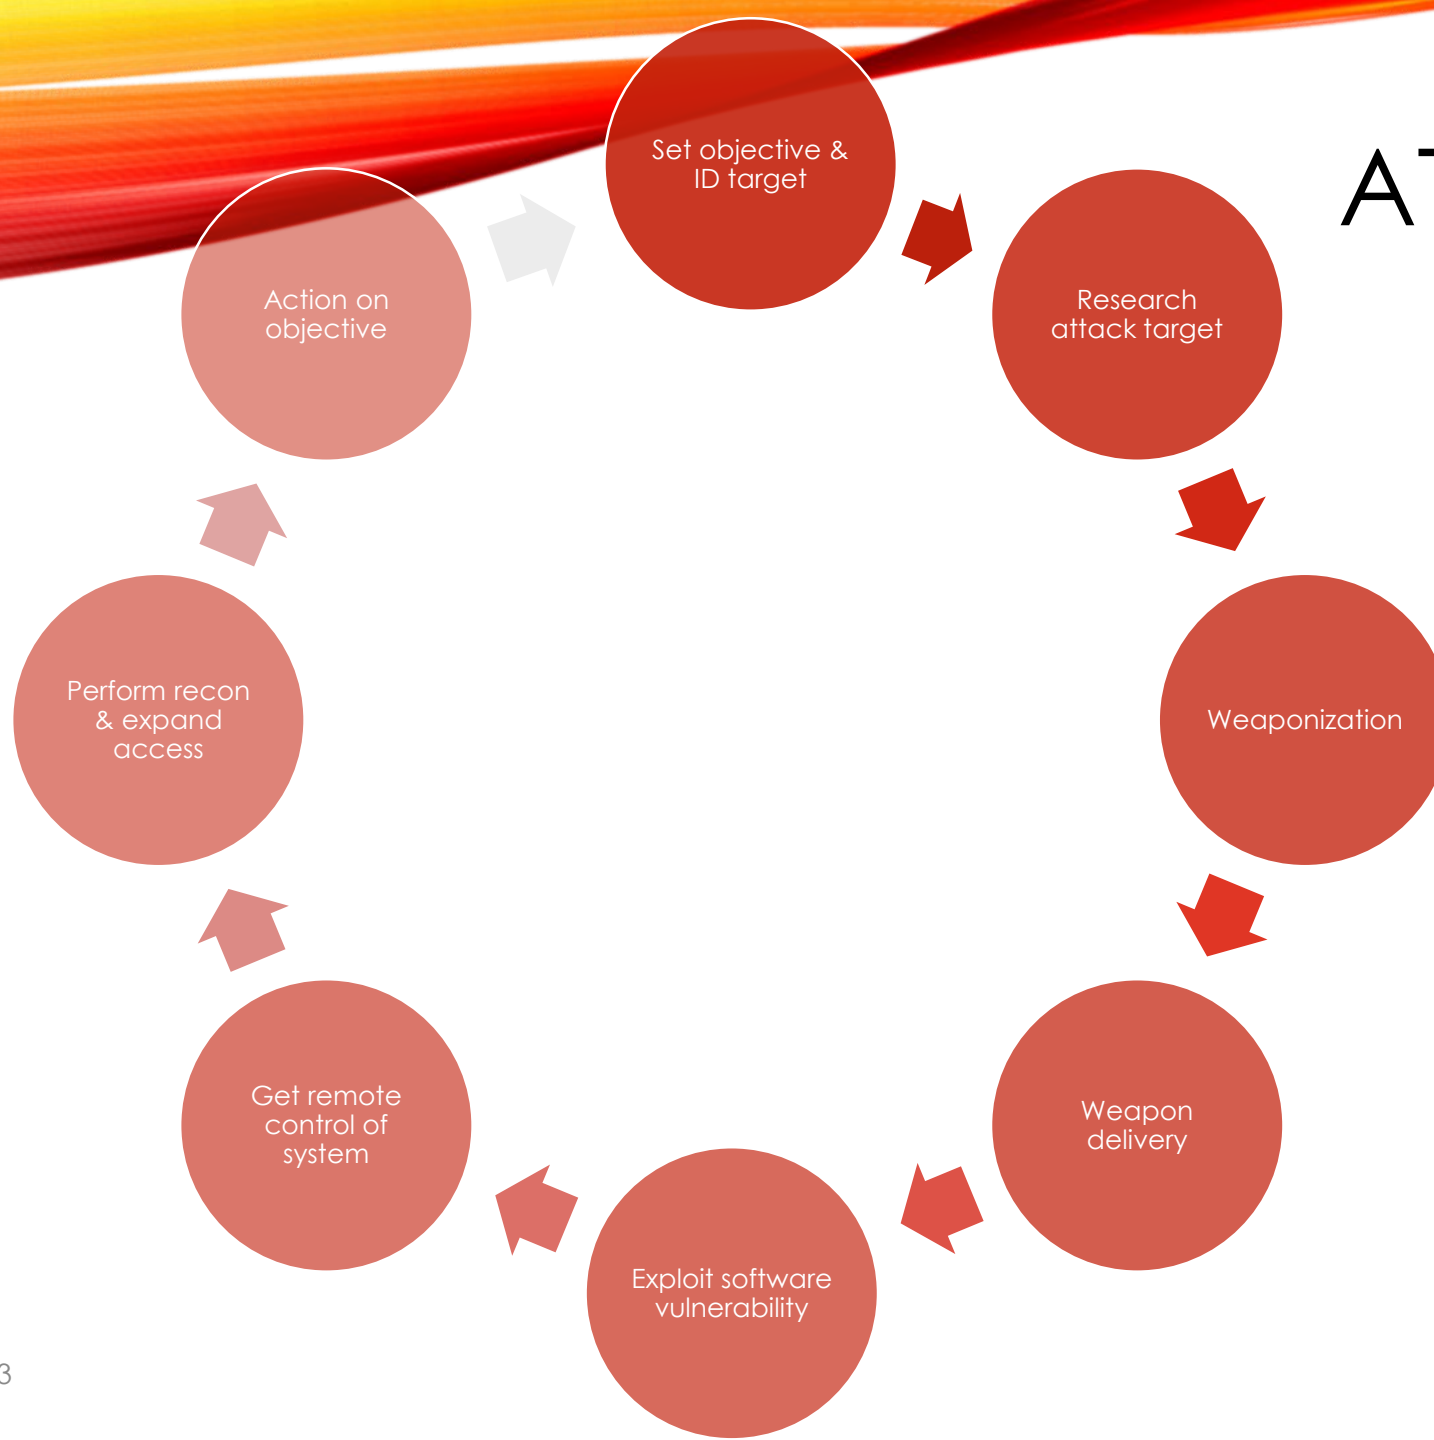 Set objective &
ID target
AT
Research
attack target
Weaponization
Weapon
delivery
Exploit software
vulnerability
Get remote
control of
system
Perform recon
& expand
access
Action on
objective
3